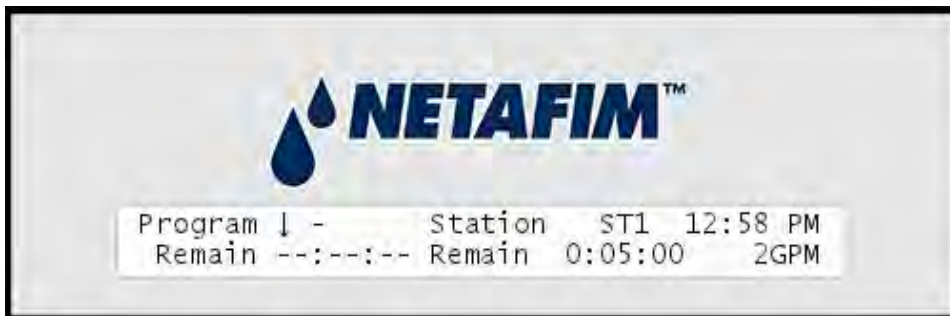 NETAFIM™
Program ↓ - Station ST1 12:58 PM
Remain --:--:-- Remain 0:05:00 2GPM